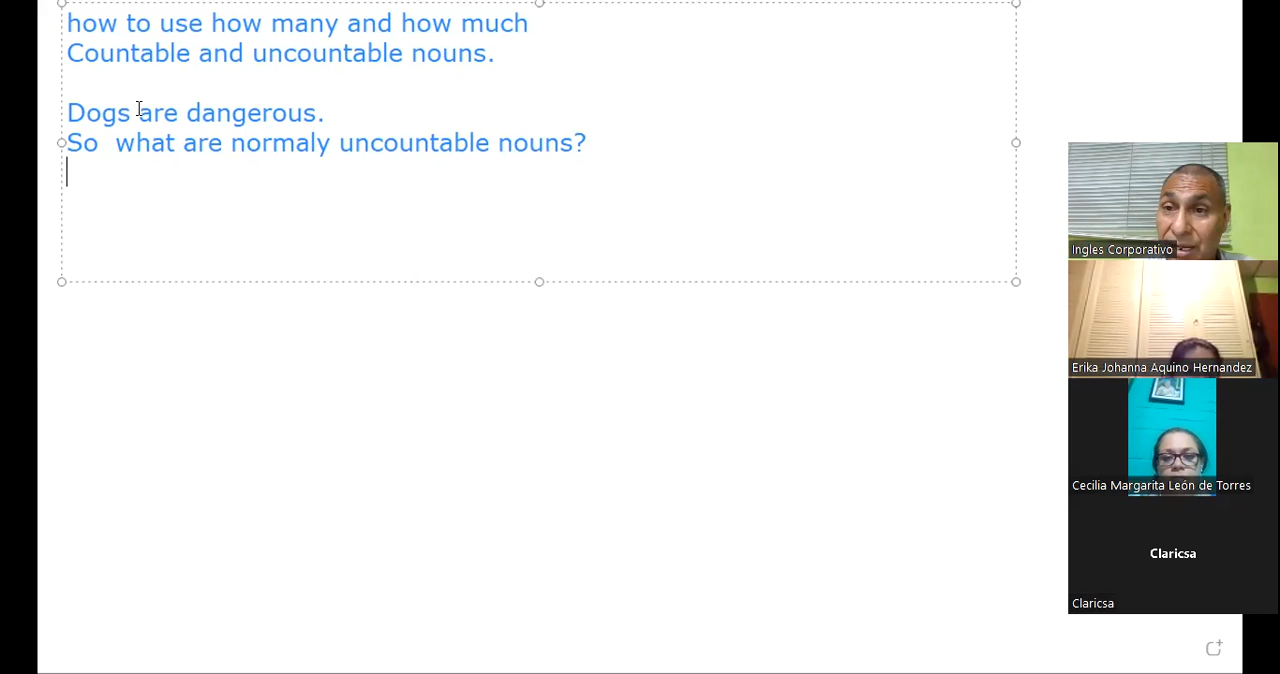 how to use how many and how much
Countable and uncountable nouns.
Dogs are dangerous.
So  what are normaly uncountable nouns?
Ingles Corporativo
Erika Johanna Aquino Hernandez
Cecilia Margarita León de Torres
Claricsa
Claricsa